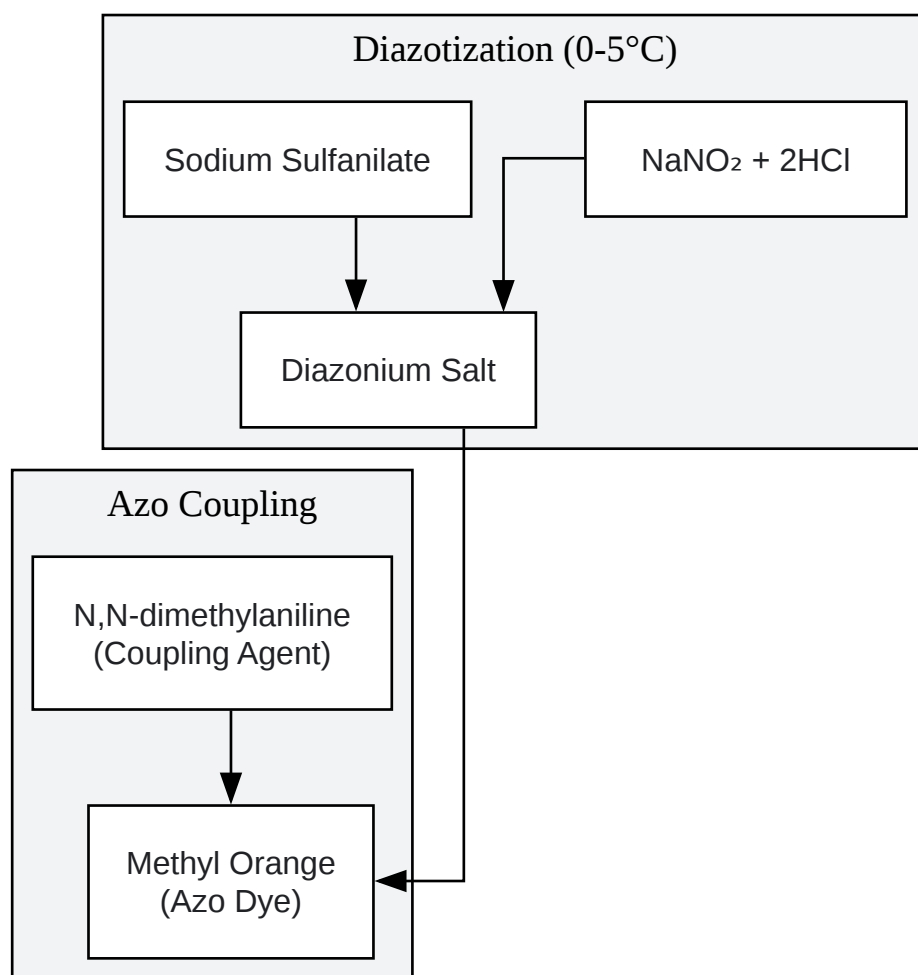 Diazotization (0-5°C)
Sodium Sulfanilate
NaNO₂ + 2HCl
Diazonium Salt
Azo Coupling
N,N-dimethylaniline
(Coupling Agent)
Methyl Orange
(Azo Dye)